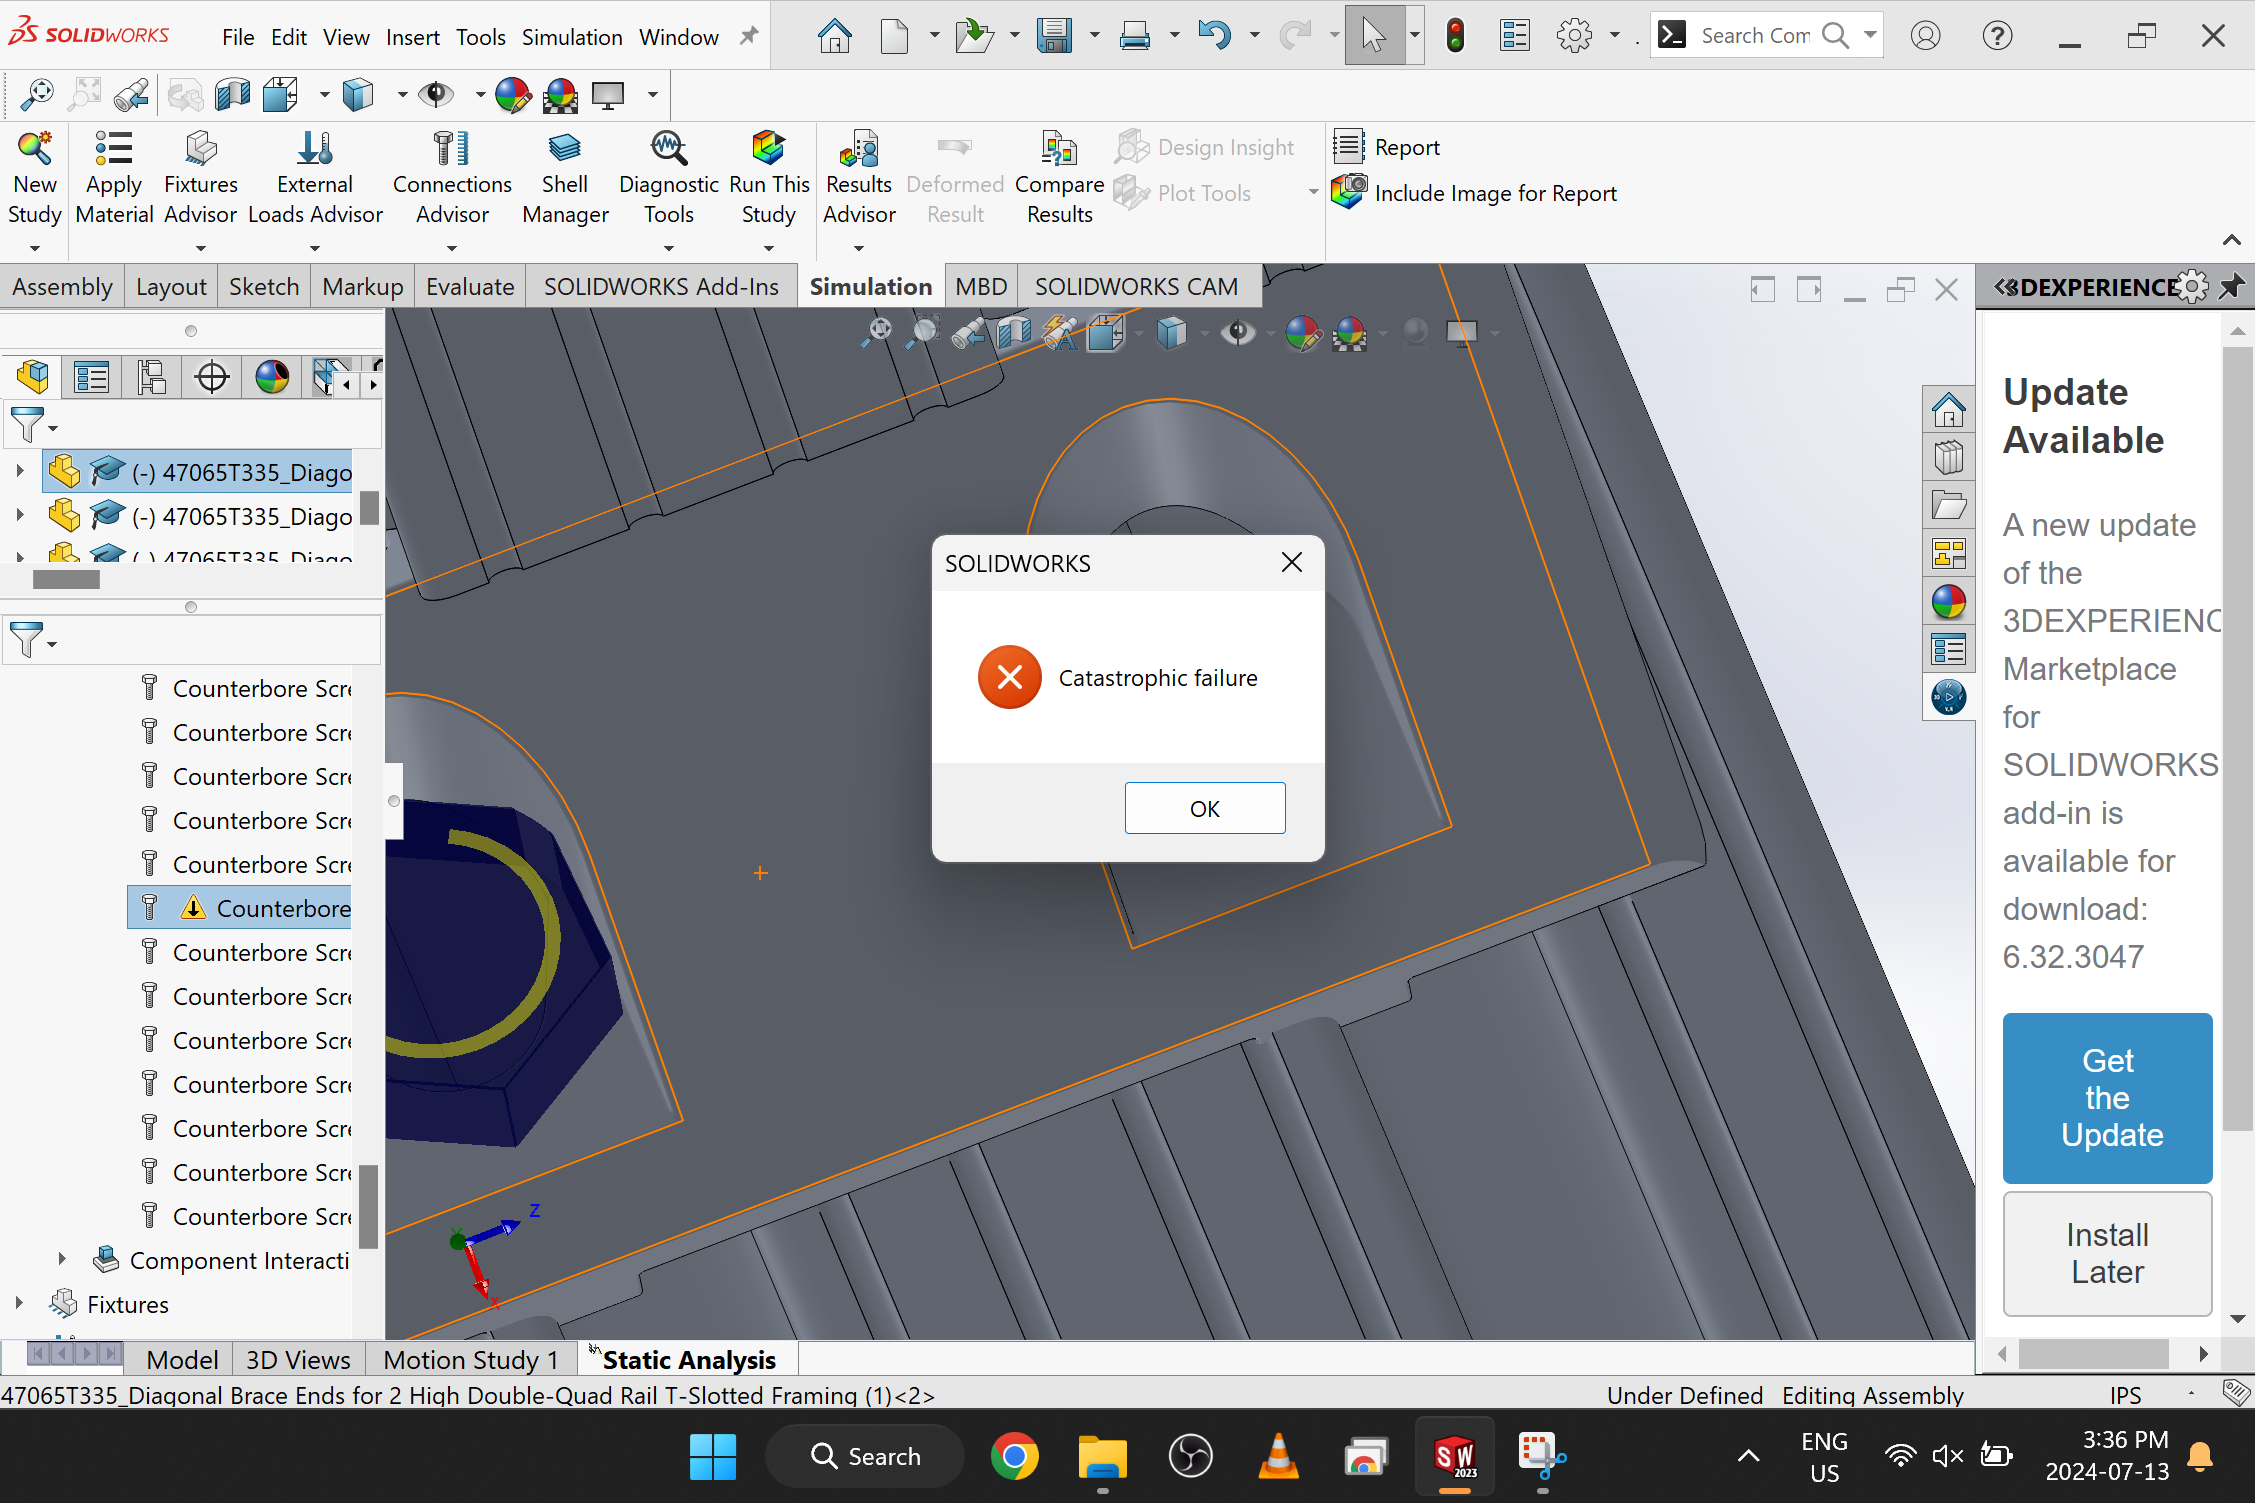 SOLIDWORKS
File Edit View Insert Tools Simulation Window
Search Com
New Study
Apply Material
Fixtures Advisor
External Loads Advisor
Connections Advisor
Shell Manager
Diagnostic Tools
Run This Study
Results Advisor
Deformed Result
Compare Results
Design Insight
Plot Tools
Report
Include Image for Report
Assembly Layout Sketch Markup Evaluate SOLIDWORKS Add-Ins Simulation MBD SOLIDWORKS CAM
3DEXPERIENCE
(-) 47065T335_Diago
(-) 47065T335_Diago
(-) 47065T335_Diago
Counterbore Scre
Counterbore Scre
Counterbore Scre
Counterbore Scre
Counterbore Scre
Counterbore
Counterbore Scre
Counterbore Scre
Counterbore Scre
Counterbore Scre
Counterbore Scre
Counterbore Scre
Counterbore Scre
Component Interacti
Fixtures
SOLIDWORKS
Catastrophic failure
OK
Z
Y
X
Update
Available
A new update
of the
3DEXPERIENC
Marketplace
for
SOLIDWORKS
add-in is
available for
download:
6.32.3047
Get
the
Update
Install
Later
Model 3D Views Motion Study 1 Static Analysis
47065T335_Diagonal Brace Ends for 2 High Double-Quad Rail T-Slotted Framing (1)<2>
Under Defined Editing Assembly IPS
Search
SW
2023
ENG
US
3:36 PM
2024-07-13